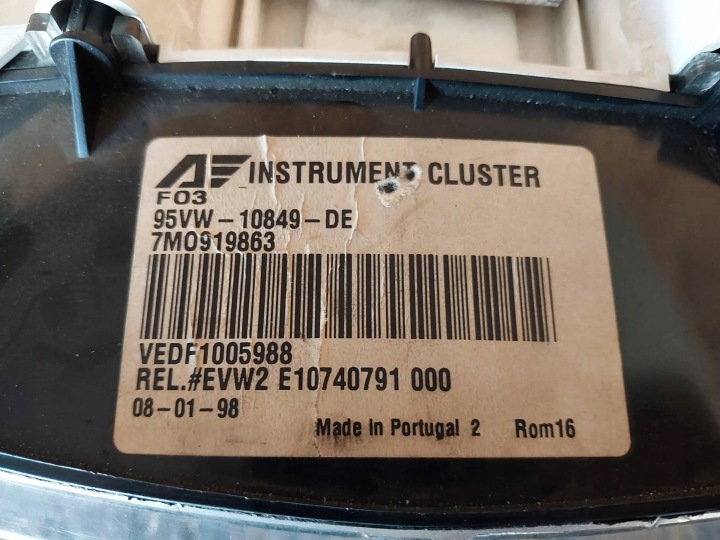 AF INSTRUMENT CLUSTER
F03
95VW-10849-DE
7M0919863
VEDF1005988
REL.#EVW2 E10740791 000
08-01-98
Made in Portugal 2 Rom16